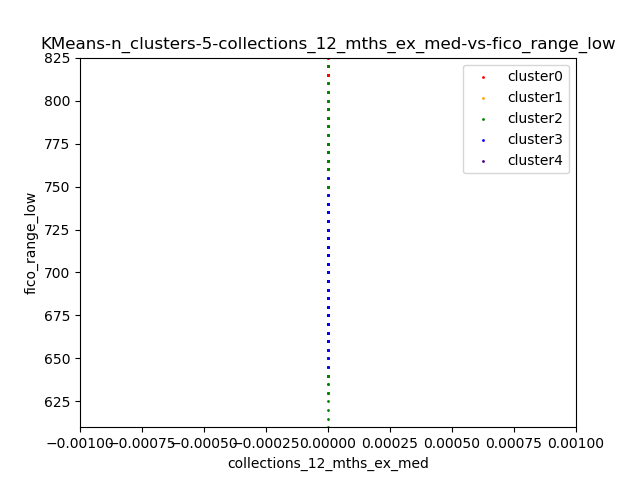 KMeans-n_clusters-5-collections_12_mths_ex_med-vs-fico_range_low
825
800
775
750
725
700
675
650
625
fico_range_low
cluster0
cluster1
cluster2
cluster3
cluster4
−0.00100 −0.00075 −0.00050 −0.00025 0.00000 0.00025 0.00050 0.00075 0.00100
collections_12_mths_ex_med